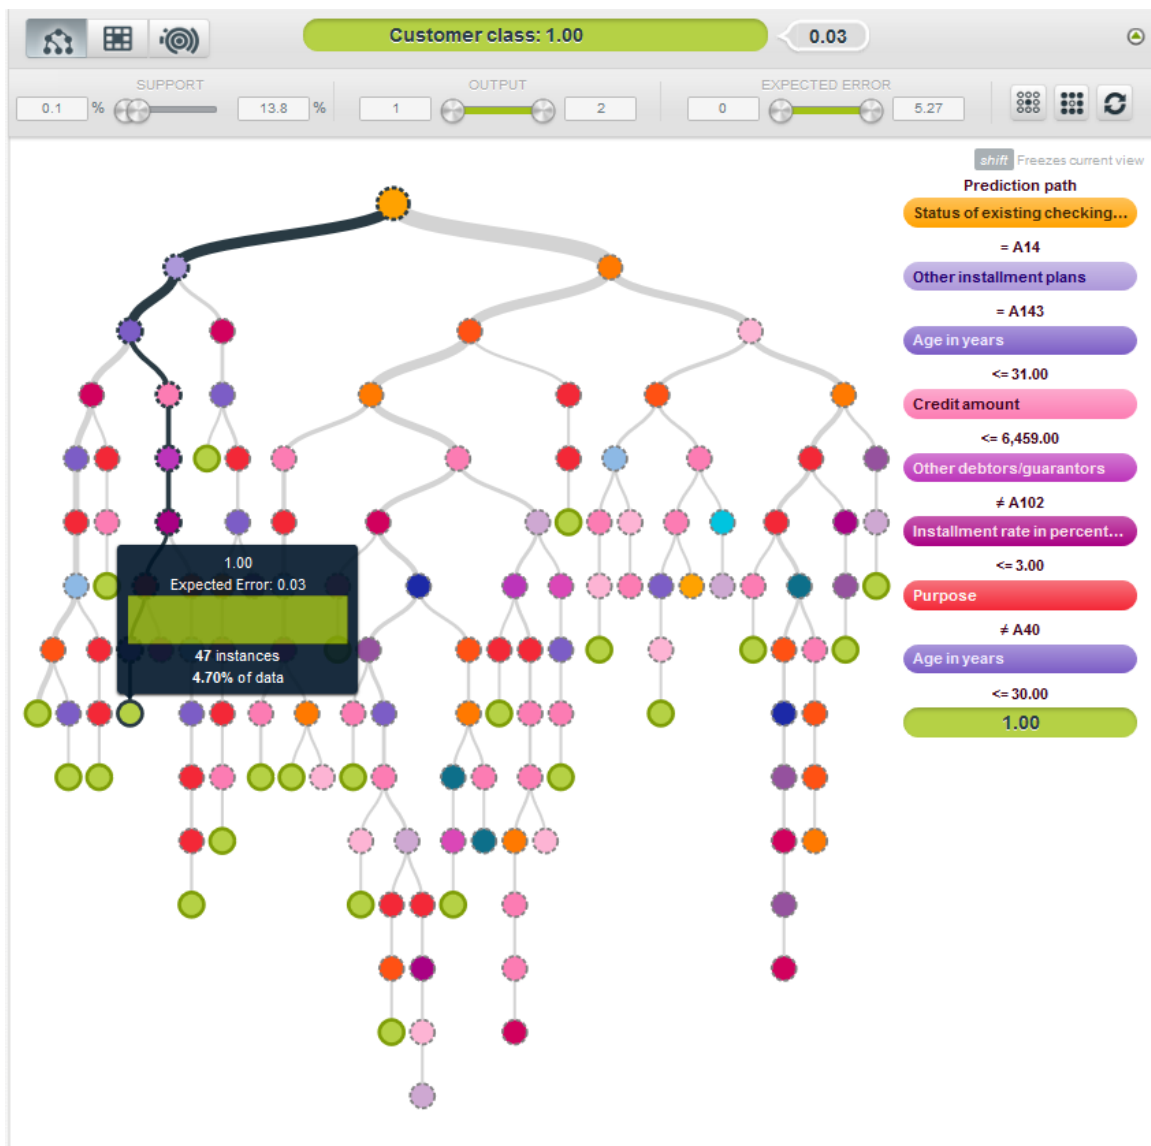 Customer class: 1.00
0.03
SUPPORT
OUTPUT
EXPECTED ERROR
0.1 % 13.8 %
1 2
0 5.27
shift Freezes current view
Prediction path
Status of existing checking...
= A14
Other installment plans
= A143
Age in years
<= 31.00
Credit amount
<= 6,459.00
Other debtors/guarantors
≠ A102
Installment rate in percent...
<= 3.00
Purpose
≠ A40
Age in years
<= 30.00
1.00
1.00
Expected Error: 0.03
47 instances
4.70% of data